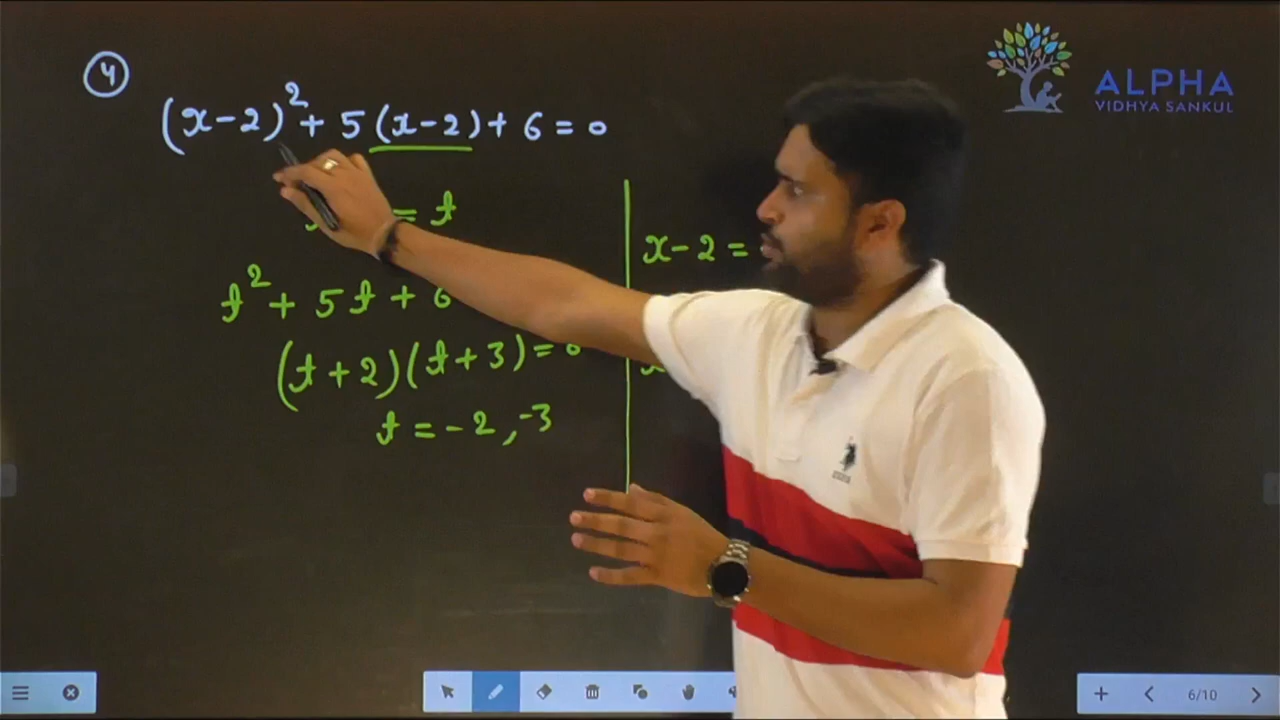 4
(x-2)² + 5(x-2) + 6 = 0
= t
t² + 5t + 6
(t+2)(t+3) = 0
t = -2, -3
x-2 =
ALPHA
VIDHYA SANKUL
6/10